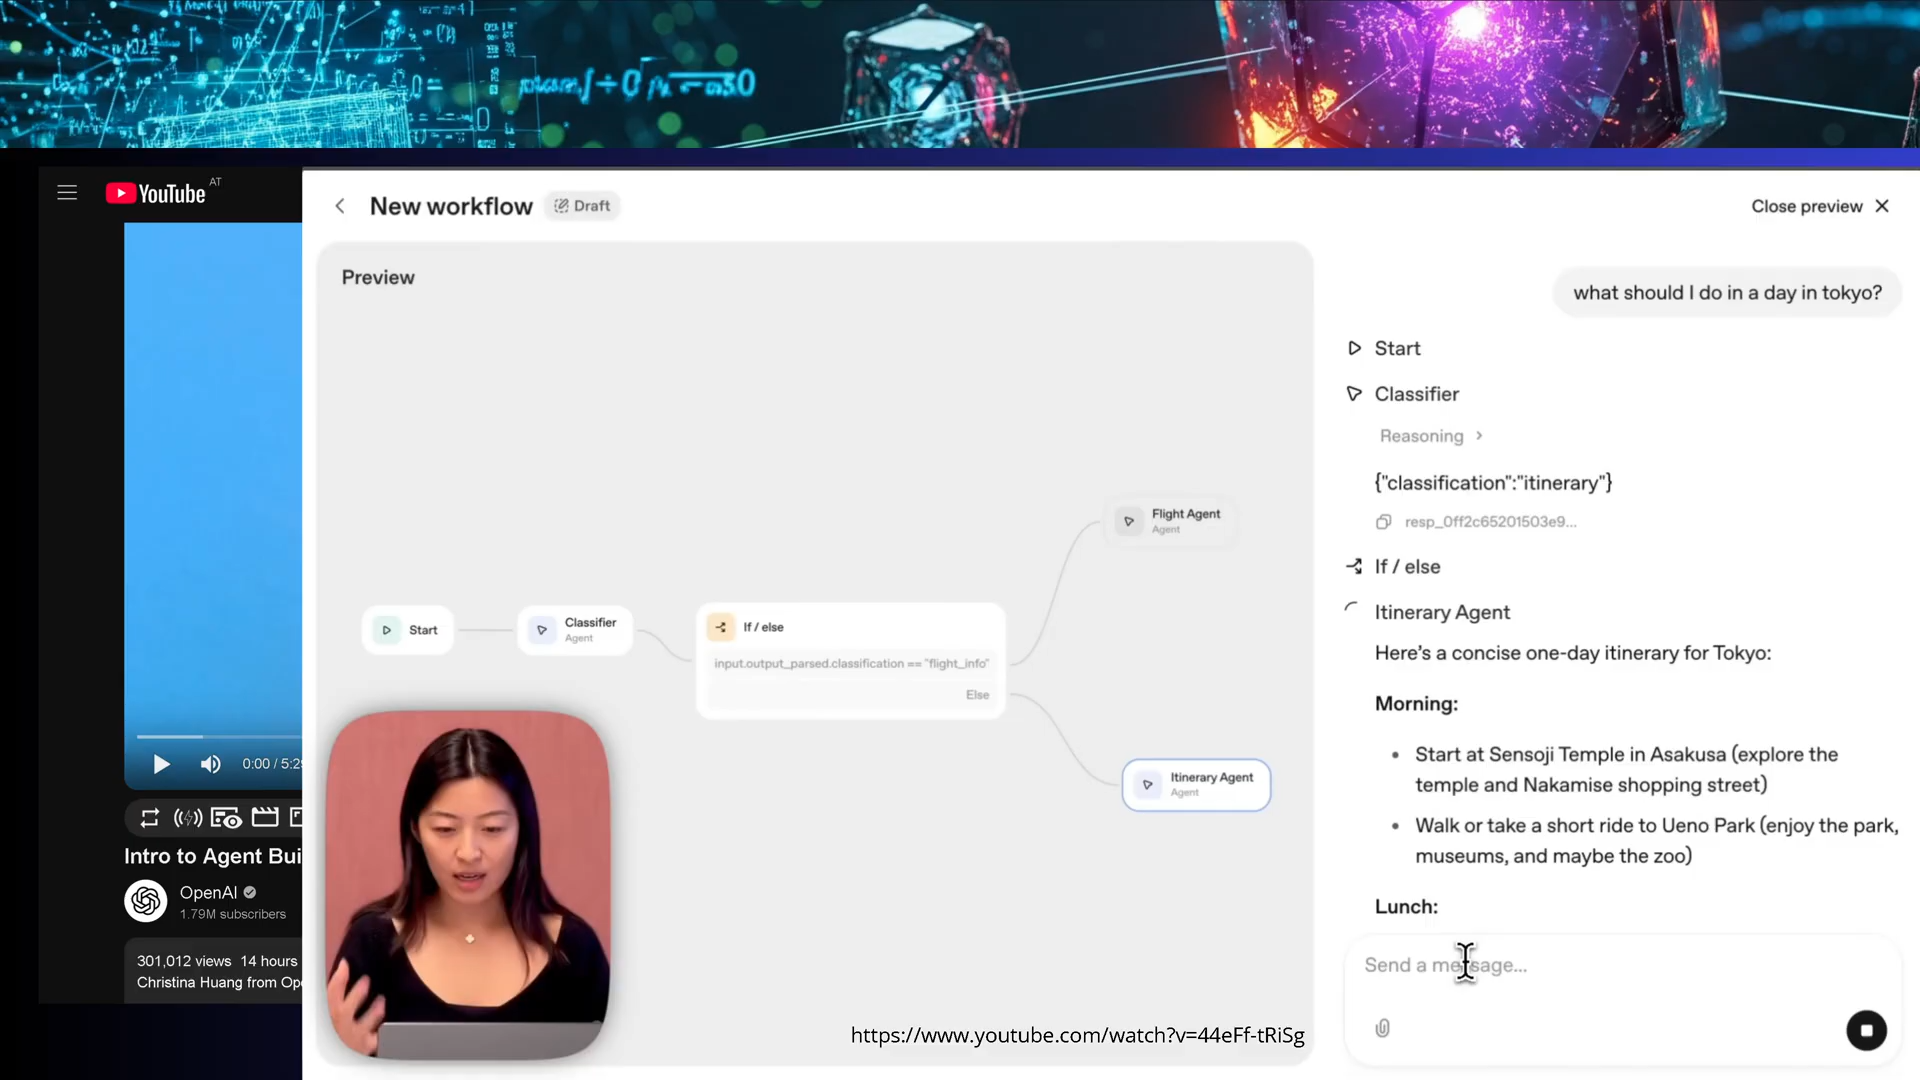 YouTube AT
0:00 / 5:2
Intro to Agent Bui
OpenAI
1.79M subscribers
301,012 views 14 hours
Christina Huang from Op
New workflow
Draft
Close preview
Preview
Start
Classifier
Agent
If / else
input.output_parsed.classification == "flight_info"
Else
Flight Agent
Agent
Itinerary Agent
Agent
https://www.youtube.com/watch?v=44eFf-tRiSg
what should I do in a day in tokyo?
Start
Classifier
Reasoning
{"classification":"itinerary"}
resp_0ff2c65201503e9...
If / else
Itinerary Agent
Here's a concise one-day itinerary for Tokyo:
Morning:
• Start at Sensoji Temple in Asakusa (explore the
temple and Nakamise shopping street)
• Walk or take a short ride to Ueno Park (enjoy the park,
museums, and maybe the zoo)
Lunch:
Send a message...